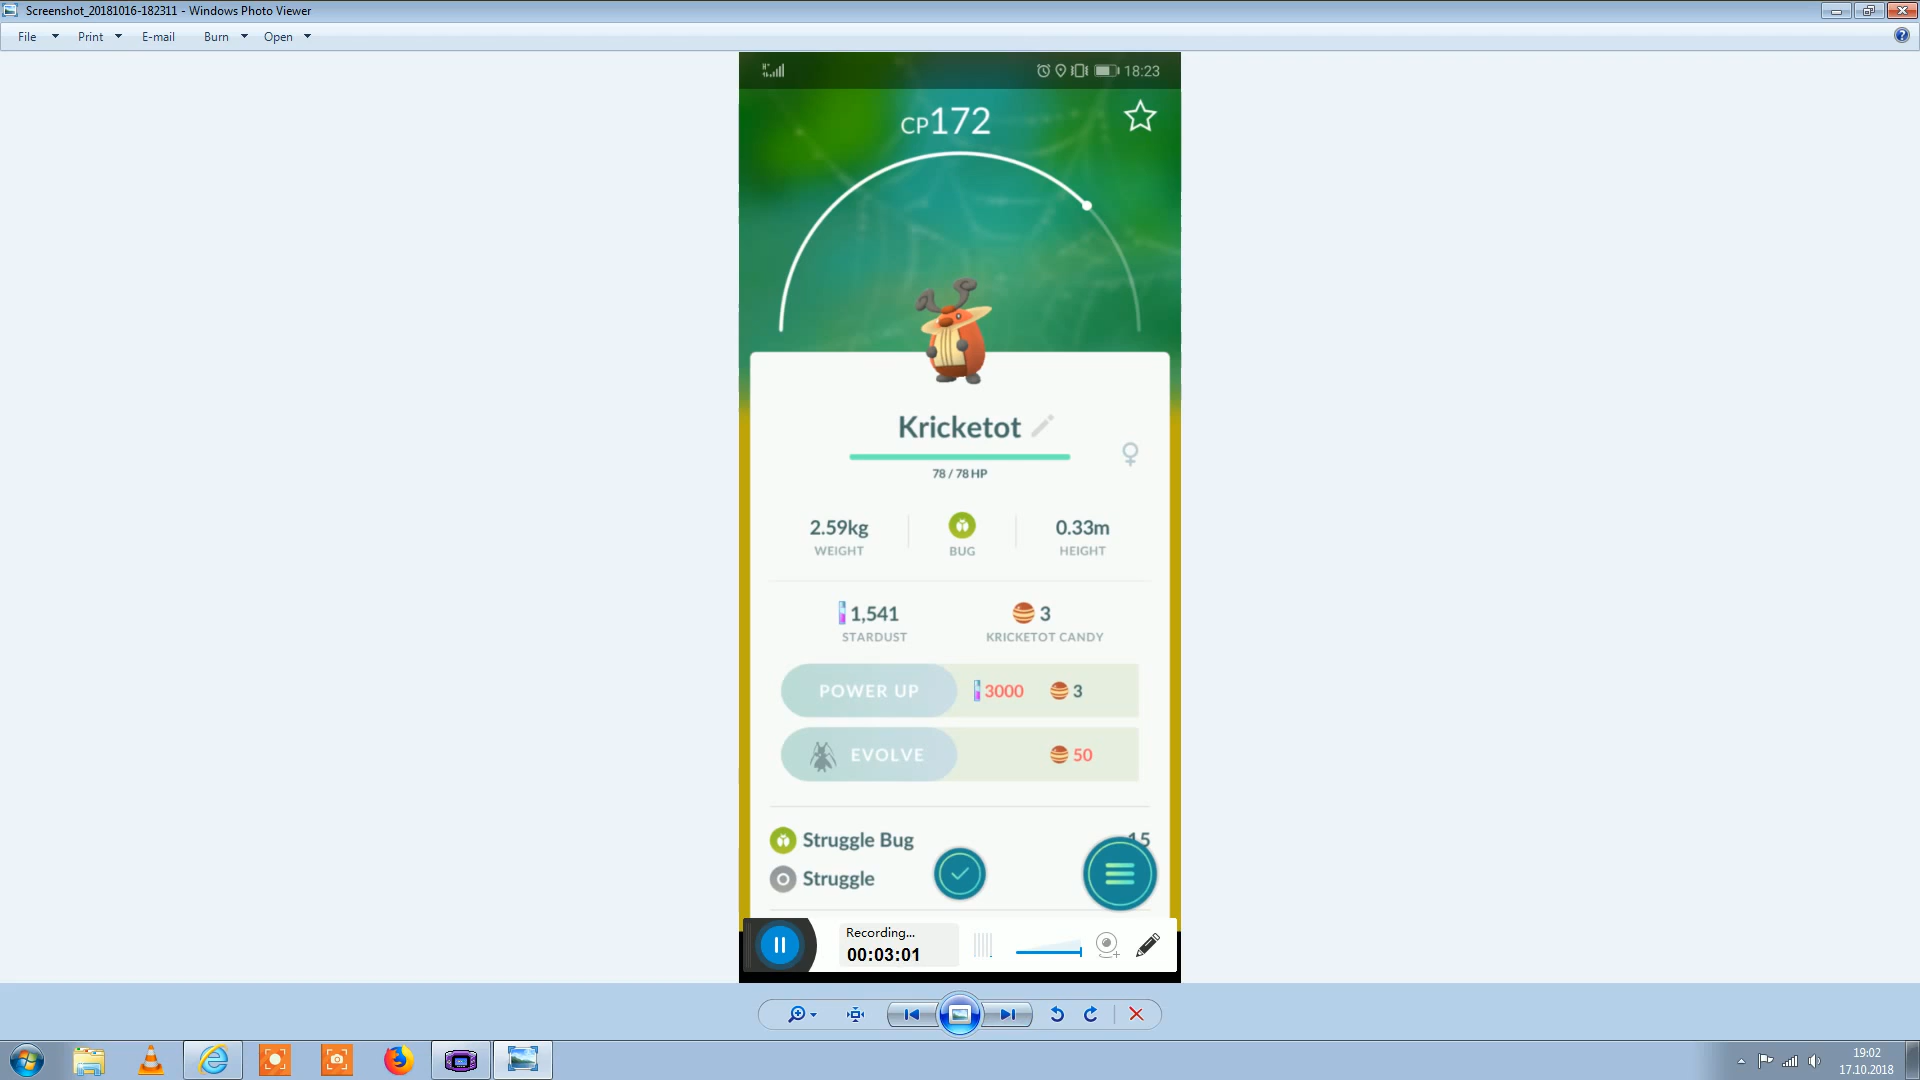 Screenshot_20181016-182311 - Windows Photo Viewer
File Print E-mail Burn Open
18:23
CP172
Kricketot
78 / 78 HP
2.59kg 0.33m
WEIGHT BUG HEIGHT
1,541 3
STARDUST KRICKETOT CANDY
POWER UP 3000 3
EVOLVE 50
Struggle Bug 15
Struggle
Recording...
00:03:01
19:02
17.10.2018